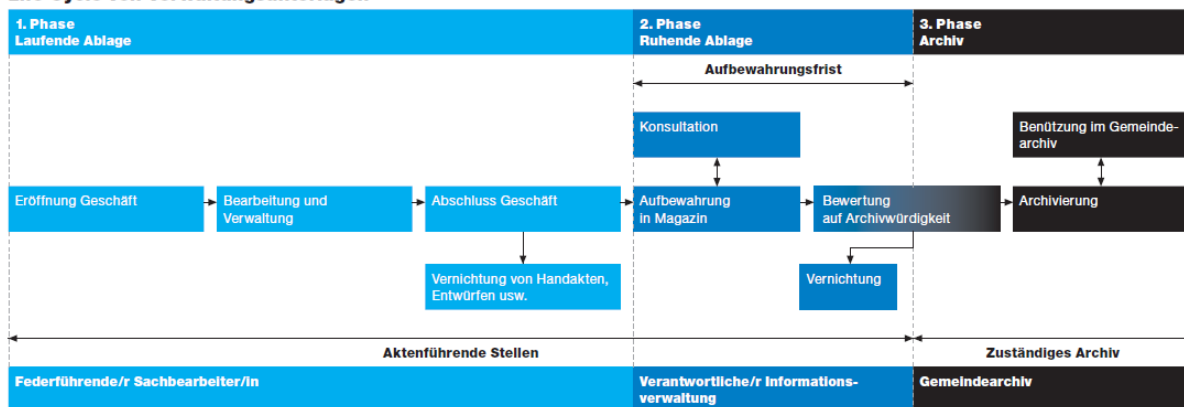 1. Phase
Laufende Ablage
2. Phase
Ruhende Ablage
3. Phase
Archiv
Aufbewahrungsfrist
Konsultation
Benützung im Gemeinde-
archiv
Eröffnung Geschäft
Bearbeitung und
Verwaltung
Abschluss Geschäft
Aufbewahrung
in Magazin
Bewertung
auf Archivwürdigkeit
Archivierung
Vernichtung von Handakten,
Entwürfen usw.
Vernichtung
Aktenführende Stellen
Zuständiges Archiv
Federführende/r Sachbearbeiter/in
Verantwortliche/r Informations-
verwaltung
Gemeindearchiv